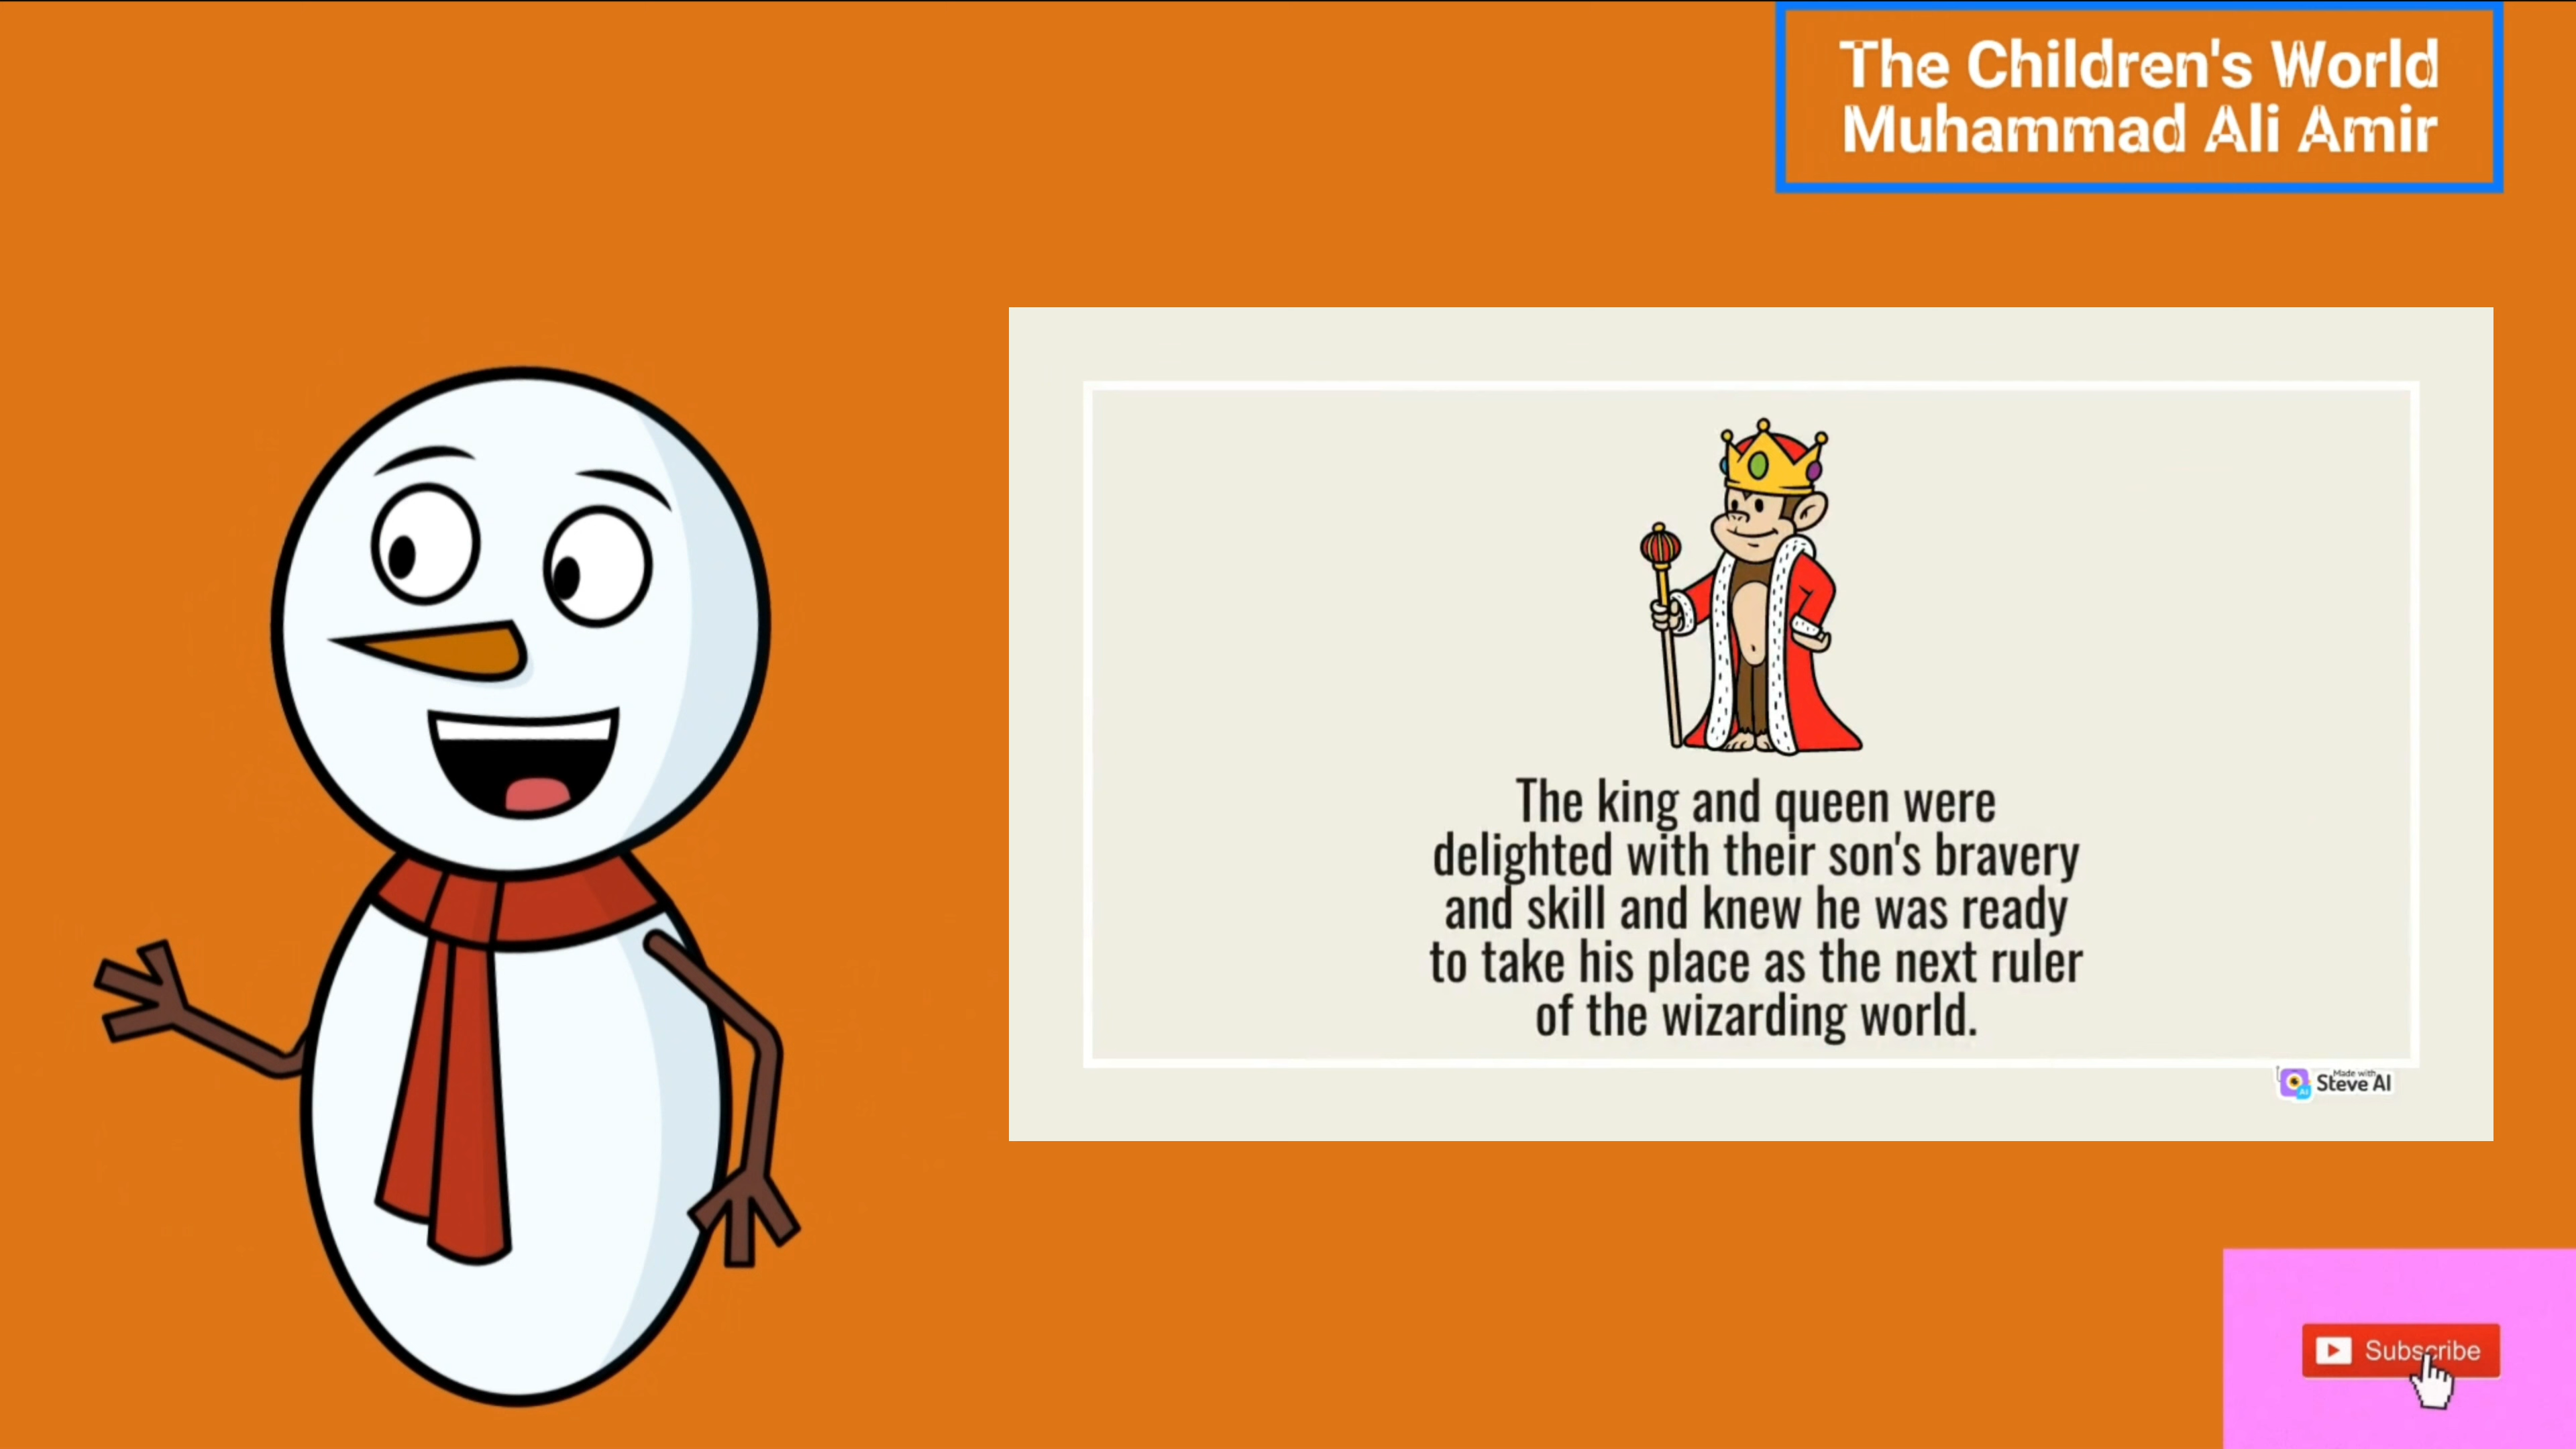 The Children's World
Muhammad Ali Amir
The king and queen were
delighted with their son's bravery
and skill and knew he was ready
to take his place as the next ruler
of the wizarding world.
Made with
Steve AI
Subscribe